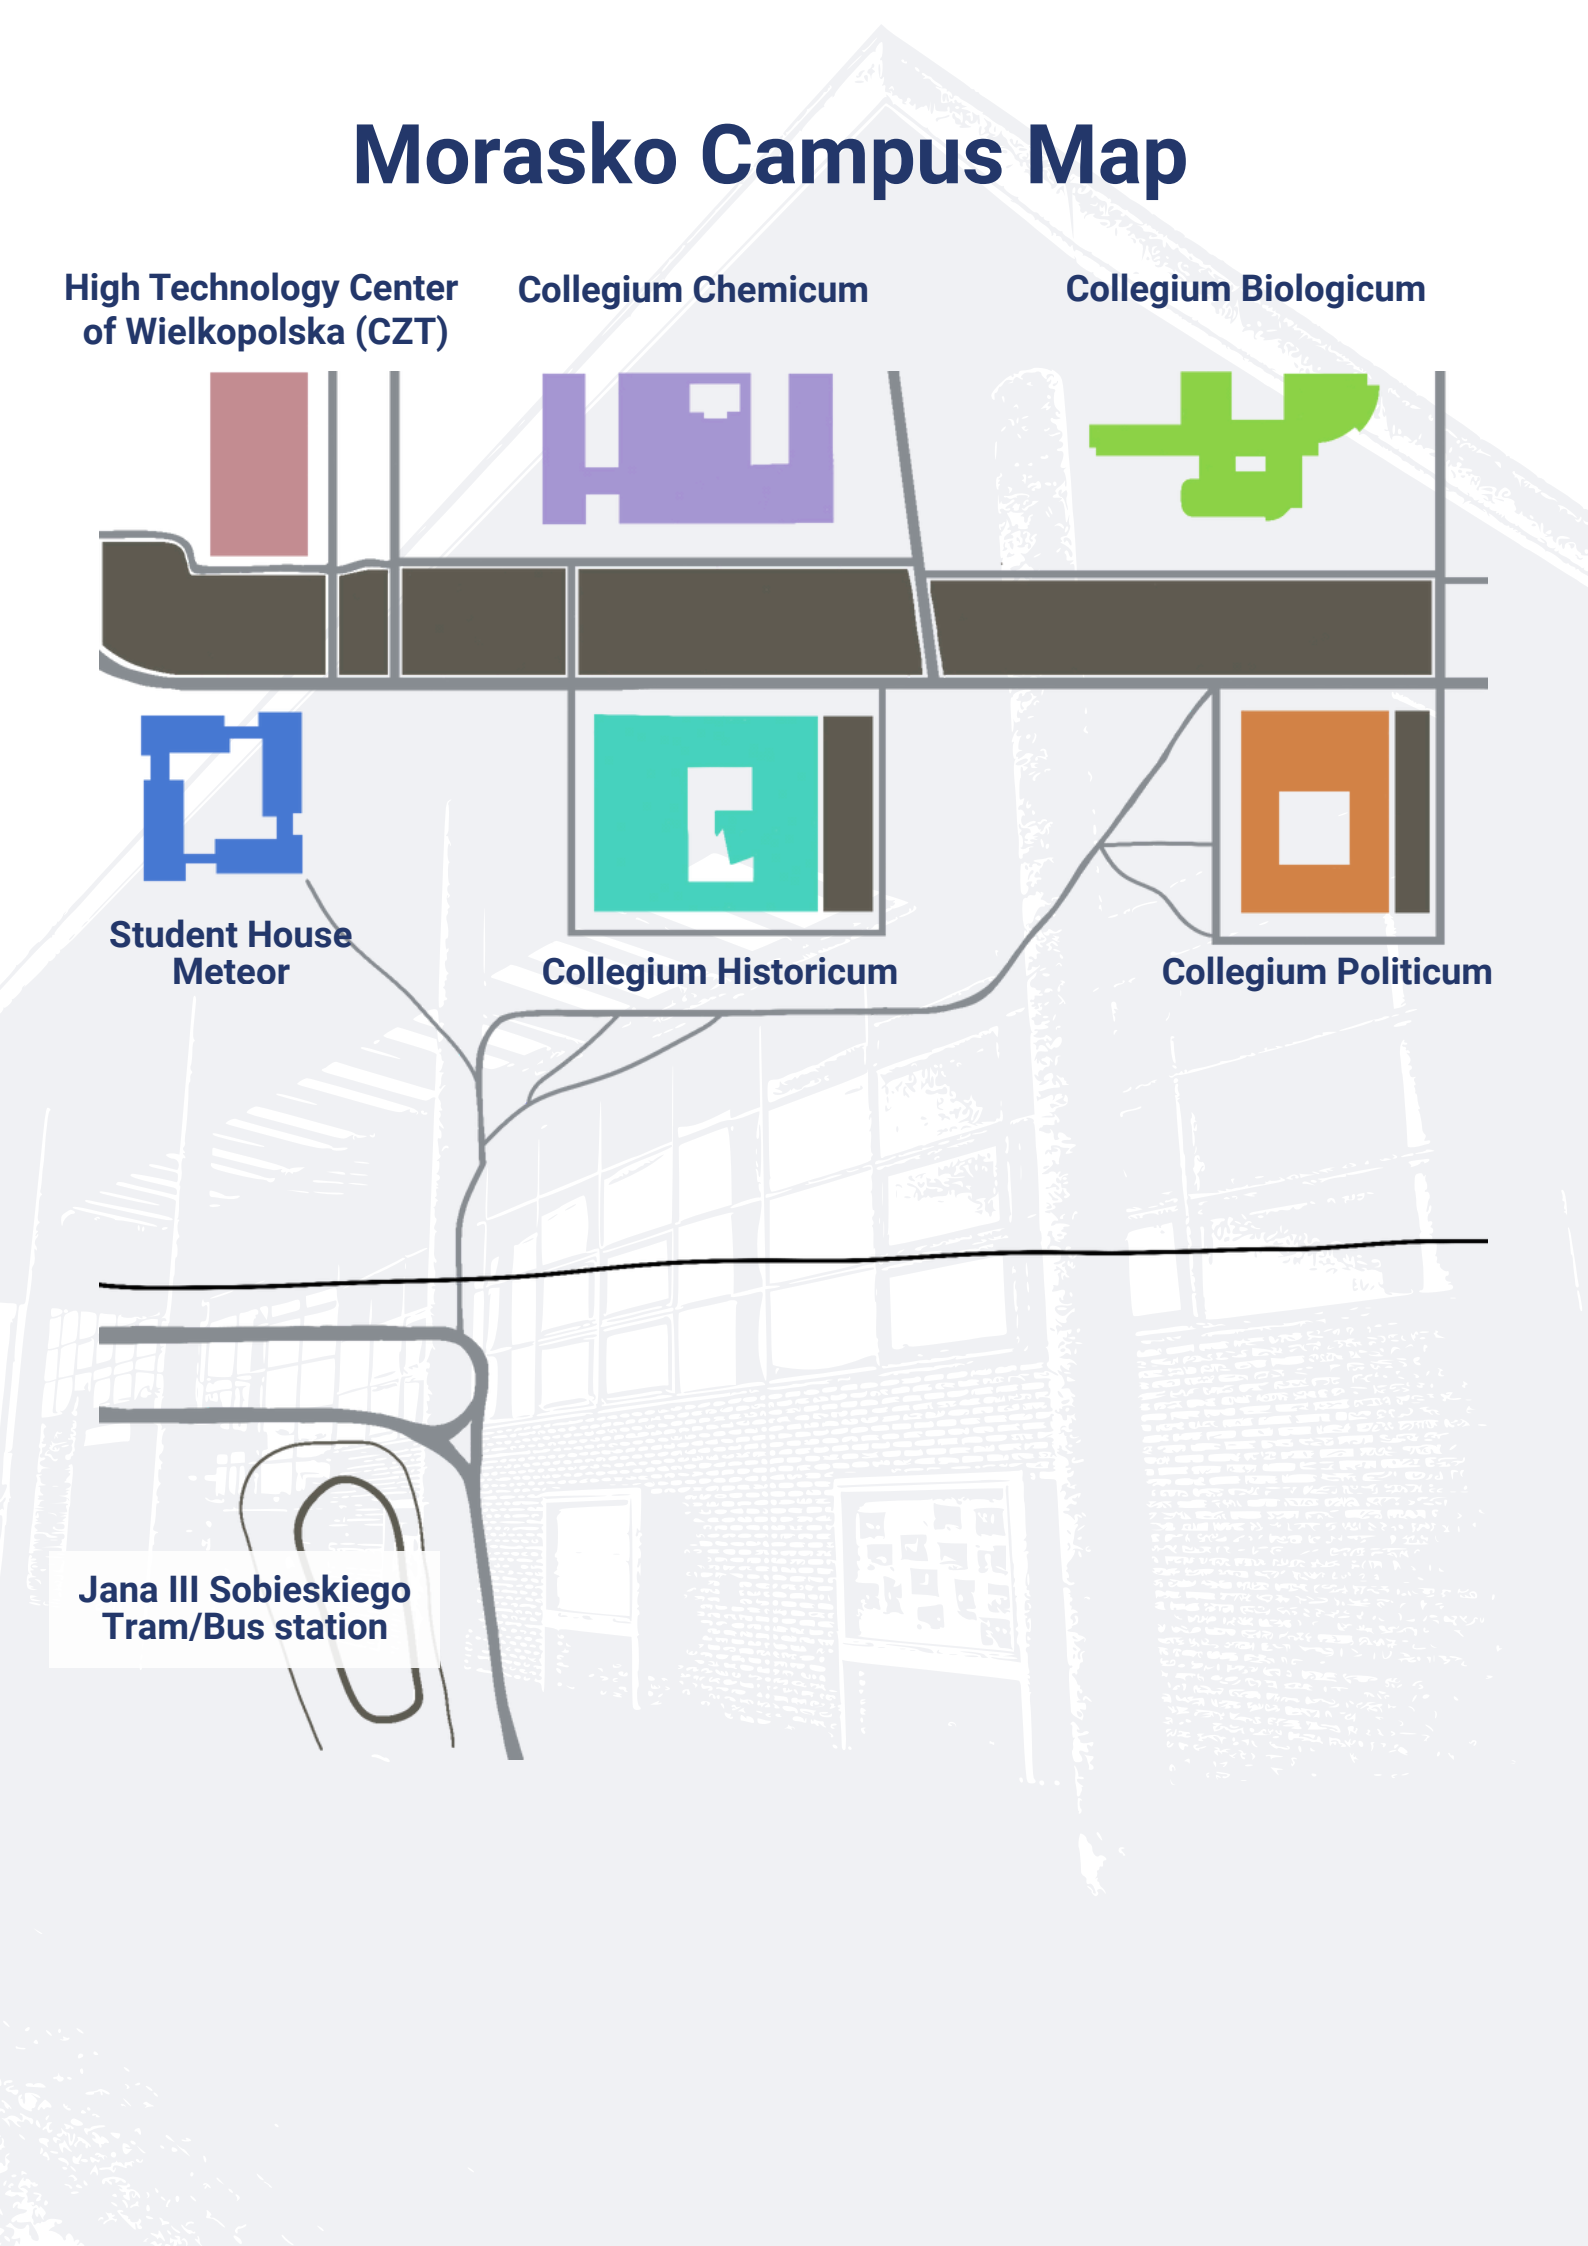 Morasko Campus Map
High Technology Center
of Wielkopolska (CZT)
Collegium Chemicum
Collegium Biologicum
Student House
Meteor
Collegium Historicum
Collegium Politicum
Jana III Sobieskiego
Tram/Bus station